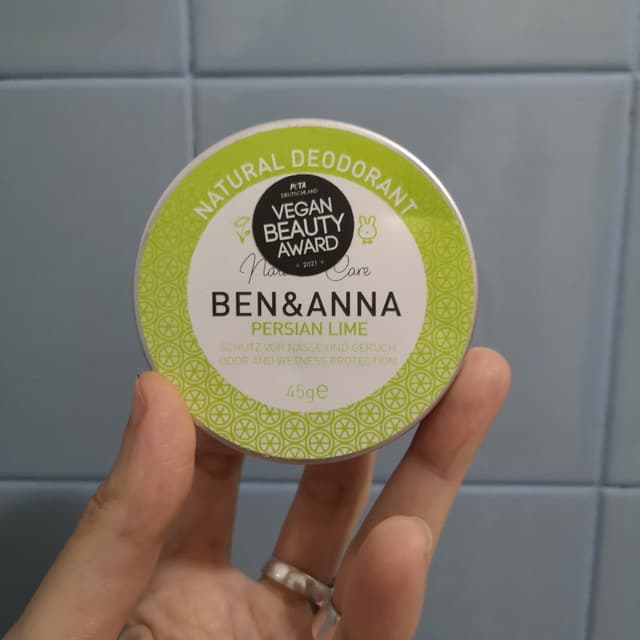 NATURAL DEODORANT
PETA
DEUTSCHLAND
VEGAN
BEAUTY
AWARD
2021
Care
BEN&ANNA
PERSIAN LIME
SCHUTZ VOR NÄSSE UND GERUCH
ODOR AND WETNESS PROTECTION
45g℮